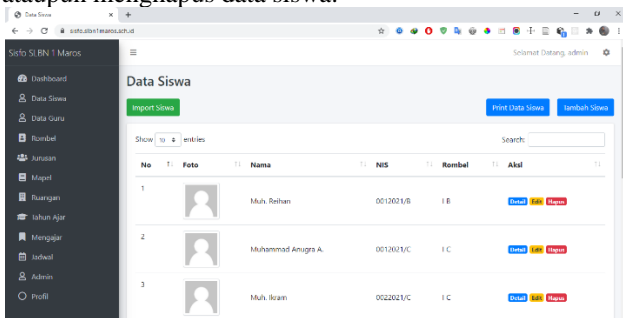 ataupun menghapus data siswa.
Data Siswa
sisfo.slbn1maros.sch.id
Sisfo SLBN 1 Maros
Selamat Datang, admin
Dashboard
Data Siswa
Data Guru
Rombel
Jurusan
Mapel
Ruangan
Tahun Ajar
Mengajar
Jadwal
Admin
Profil
Data Siswa
Import Siswa
Print Data Siswa
Tambah Siswa
Show 10 entries
Search:
No Foto Nama NIS Rombel Aksi
1 Muh. Reihan 0012021/B I B Detail Edit Hapus
2 Muhammad Anugra A. 0012021/C I C Detail Edit Hapus
3 Muh. Ikram 0022021/C I C Detail Edit Hapus